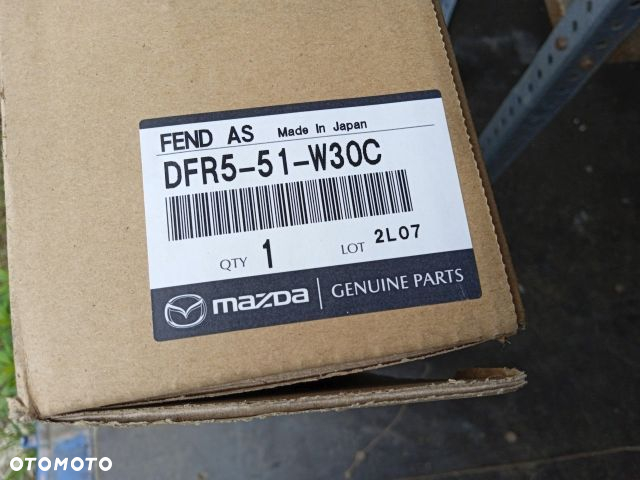 FEND AS Made In Japan
DFR5-51-W30C
QTY 1 LOT 2L07
mazda GENUINE PARTS
OTOMOTO